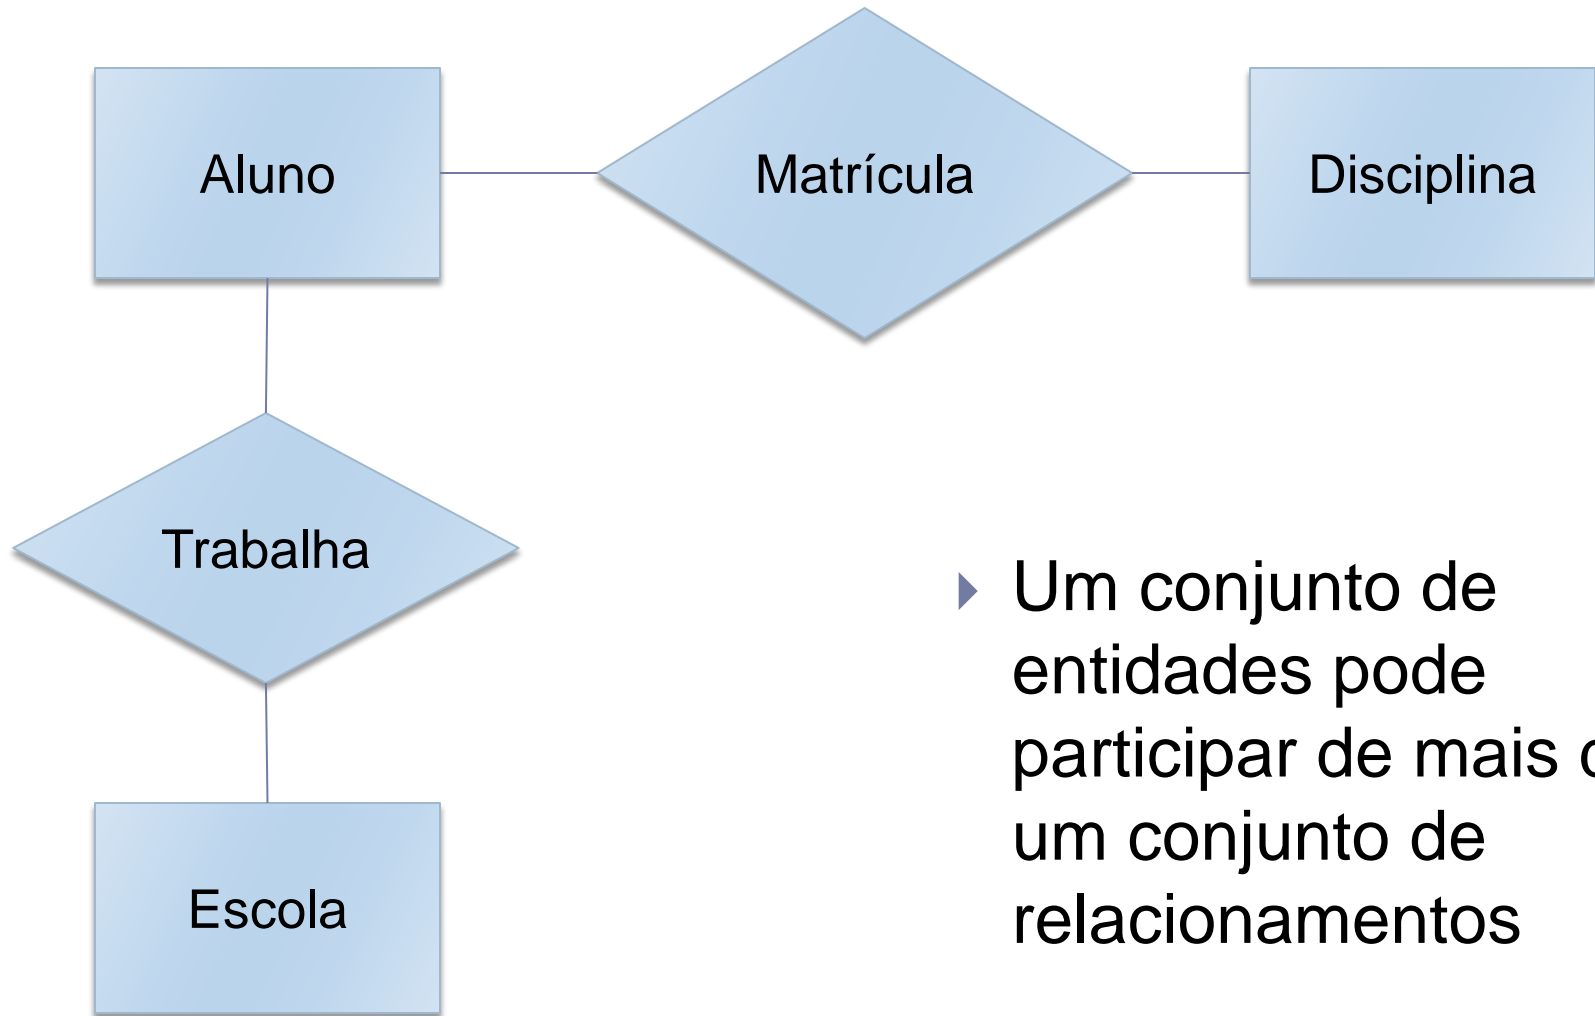 Aluno
Matrícula
Disciplina
Trabalha
Um conjunto de
entidades pode
participar de mais
um conjunto de
relacionamentos
Escola